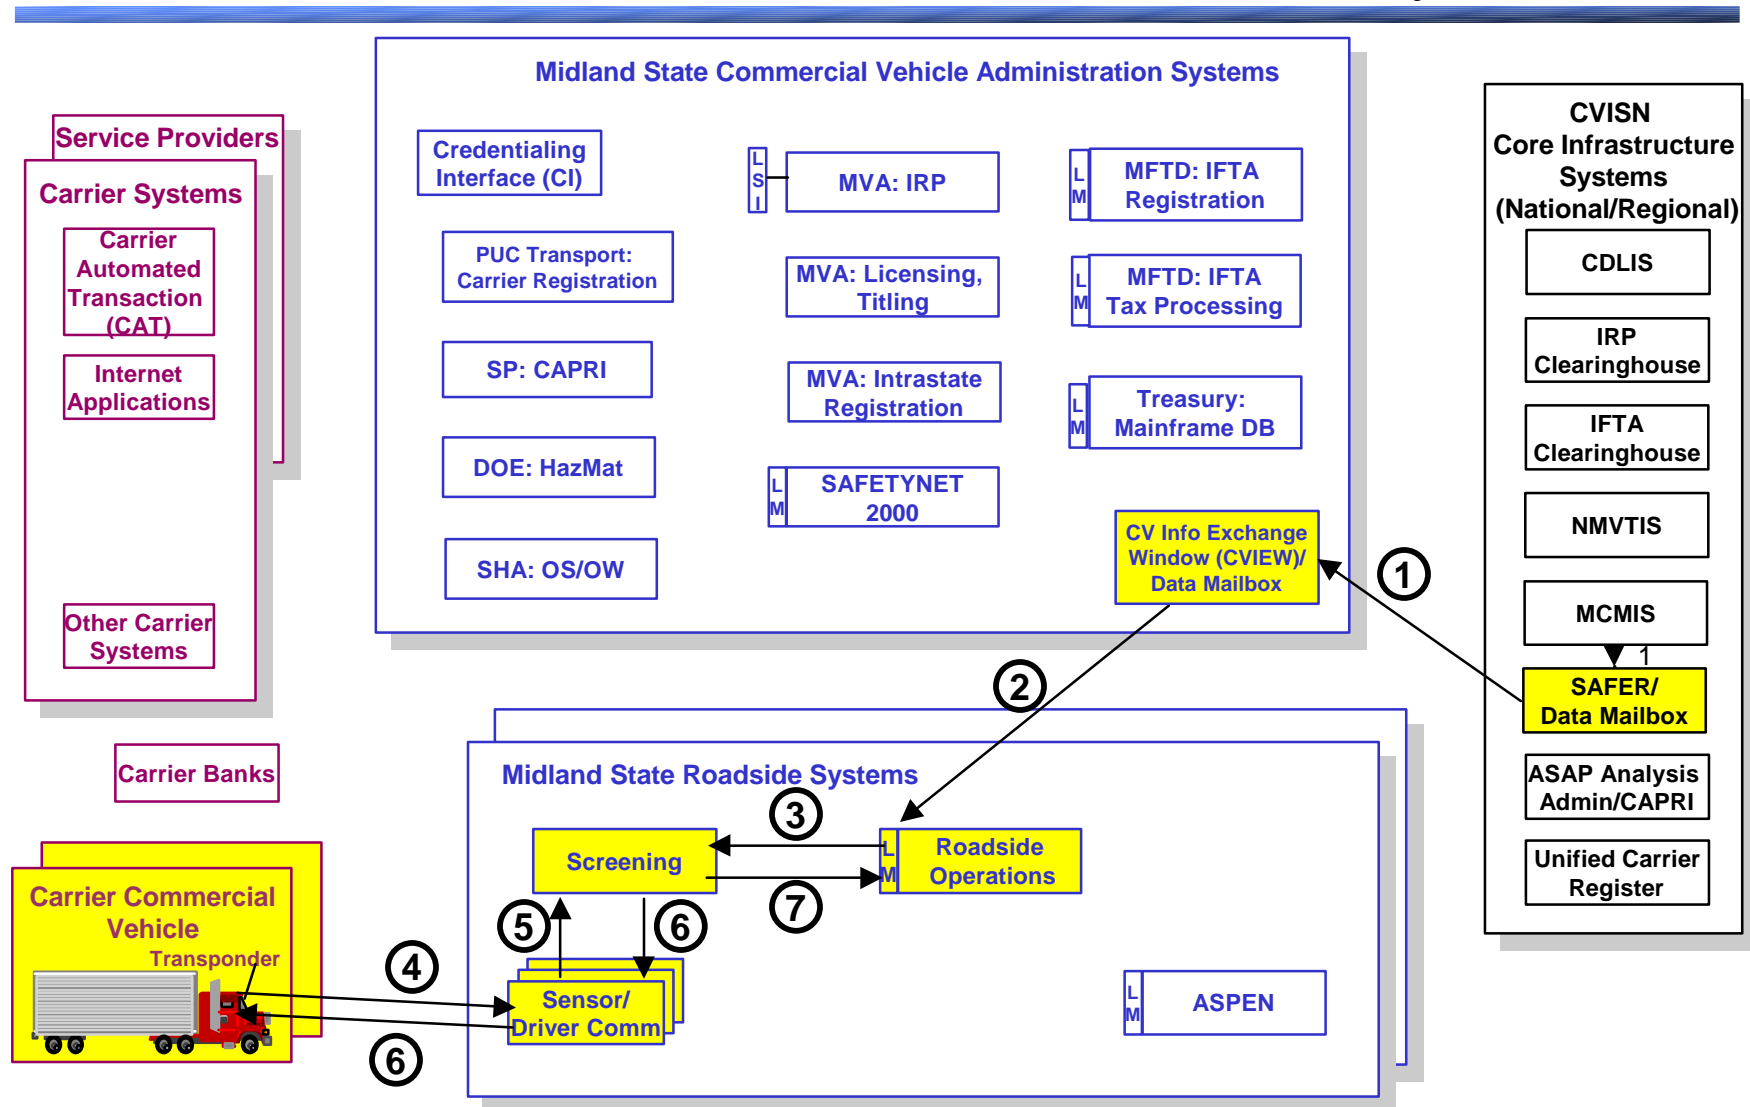 Midland State Commercial Vehicle Administration Systems
Service Providers
Carrier Systems
Carrier
Automated
Transaction
(CAT)
Internet
Applications
Other Carrier
Systems
Carrier Banks
Carrier Commercial
Vehicle
Transponder
Credentialing
Interface (CI)
PUC Transport:
Carrier Registration
SP: CAPRI
DOE: HazMat
SHA: OS/OW
L
S
I
MVA: IRP
MVA: Licensing,
Titling
MVA: Intrastate
Registration
L
M
SAFETYNET
2000
L
M
MFTD: IFTA
Registration
L
M
MFTD: IFTA
Tax Processing
L
M
Treasury:
Mainframe DB
CV Info Exchange
Window (CVIEW)/
Data Mailbox
1
2
CVISN
Core Infrastructure
Systems
(National/Regional)
CDLIS
IRP
Clearinghouse
IFTA
Clearinghouse
NMVTIS
MCMIS
1
SAFER/
Data Mailbox
ASAP Analysis
Admin/CAPRI
Unified Carrier
Register
Midland State Roadside Systems
3
Screening
L
M
Roadside
Operations
7
5
6
4
Sensor/
Driver Comm
6
L
M
ASPEN